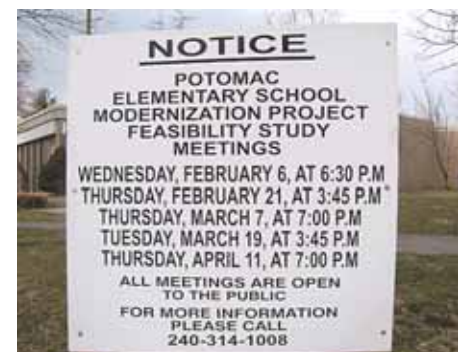 NOTICE
POTOMAC
ELEMENTARY SCHOOL
MODERNIZATION PROJECT
FEASIBILITY STUDY
MEETINGS
WEDNESDAY, FEBRUARY 6, AT 6:30 P.M
THURSDAY, FEBRUARY 21, AT 3:45 P.M
THURSDAY, MARCH 7, AT 7:00 P.M
TUESDAY, MARCH 19, AT 3:45 P.M
THURSDAY, APRIL 11, AT 7:00 P.M
ALL MEETINGS ARE OPEN
TO THE PUBLIC
FOR MORE INFORMATION
PLEASE CALL
240-314-1008